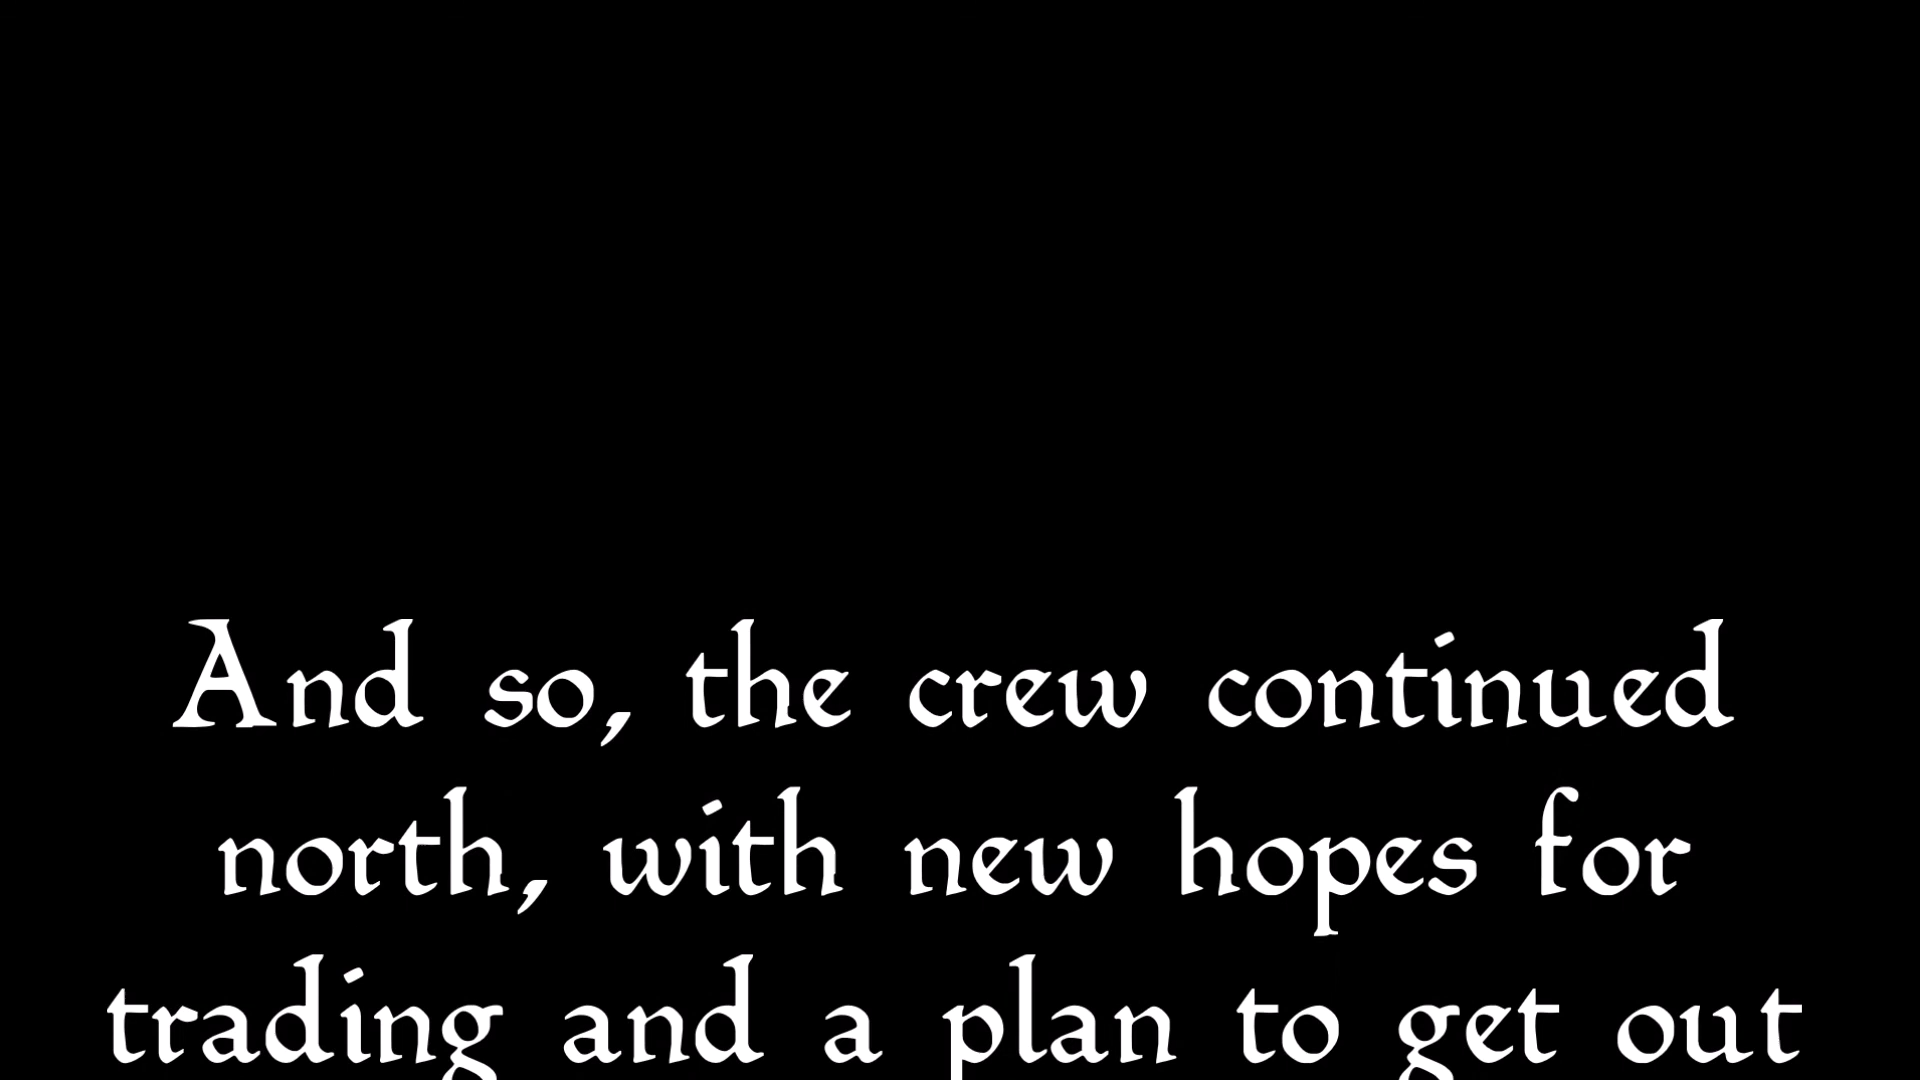 And so, the crew continued
north, with new hopes for
trading and a plan to get out